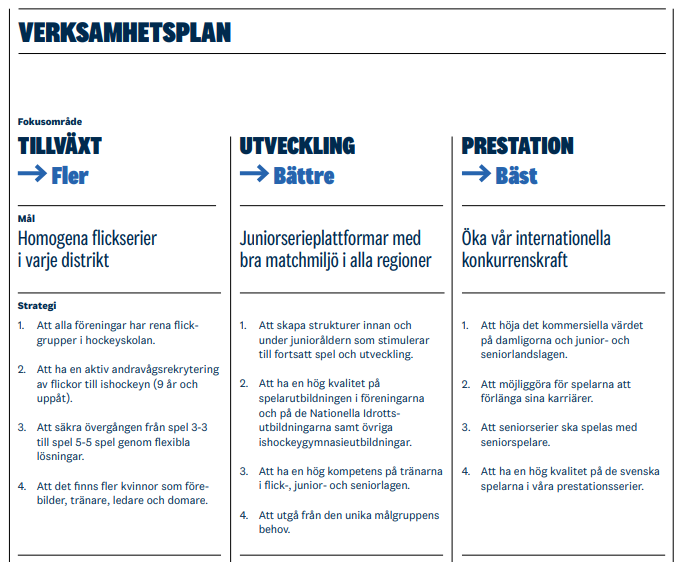 VERKSAMHETSPLAN
Fokusområde
TILLVÄXT
→ Fler
Mål
Homogena flickserier
i varje distrikt
Strategi
1. Att alla föreningar har rena flick-
grupper i hockeyskolan.
2. Att ha en aktiv andravågsrekrytering
av flickor till ishockeyn (9 år och
uppåt).
3. Att säkra övergången från spel 3-3
till spel 5-5 spel genom flexibla
lösningar.
4. Att det finns fler kvinnor som före-
bilder, tränare, ledare och domare.
UTVECKLING
→ Bättre
Juniorserieplattformar med
bra matchmiljö i alla regioner
1. Att skapa strukturer innan och
under junioråldern som stimulerar
till fortsatt spel och utveckling.
2. Att ha en hög kvalitet på
spelarutbildningen i föreningarna
och på de Nationella Idrotts-
utbildningarna samt övriga
ishockeygymnasieutbildningar.
3. Att ha en hög kompetens på tränarna
i flick-, junior- och seniorlagen.
4. Att utgå från den unika målgruppens
behov.
PRESTATION
→ Bäst
Öka vår internationella
konkurrenskraft
1. Att höja det kommersiella värdet
på damligorna och junior- och
seniorlandslagen.
2. Att möjliggöra för spelarna att
förlänga sina karriärer.
3. Att seniorserier ska spelas med
seniorspelare.
4. Att ha en hög kvalitet på de svenska
spelarna i våra prestationsserier.